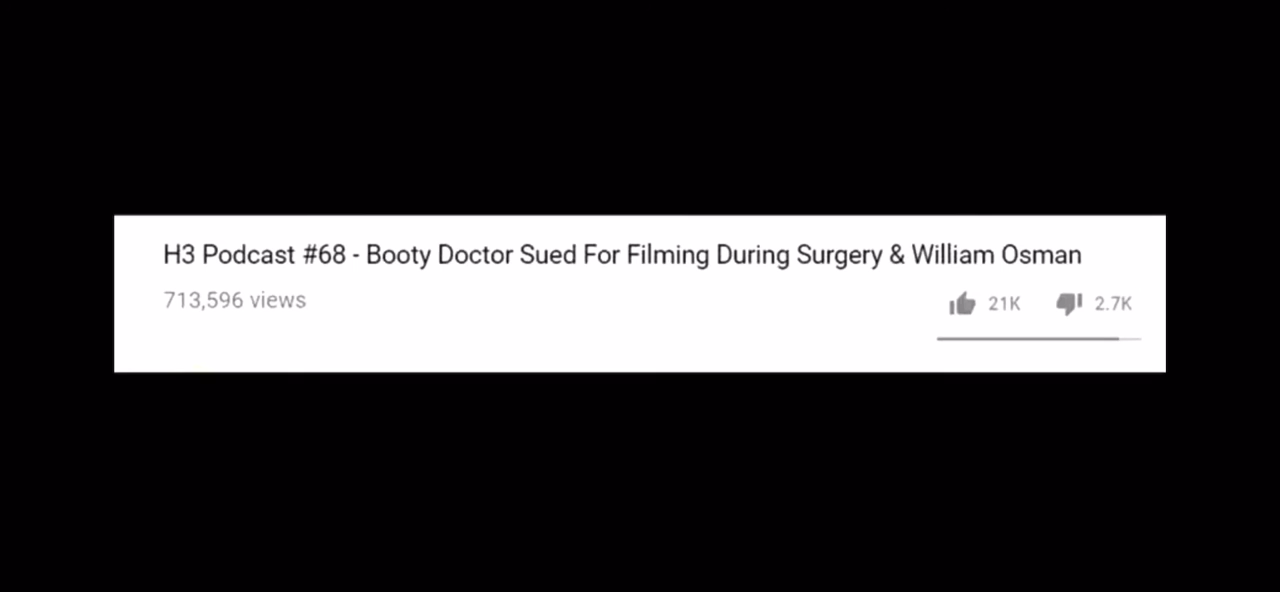 H3 Podcast #68 - Booty Doctor Sued For Filming During Surgery & William Osman
713,596 views 21K 2.7K